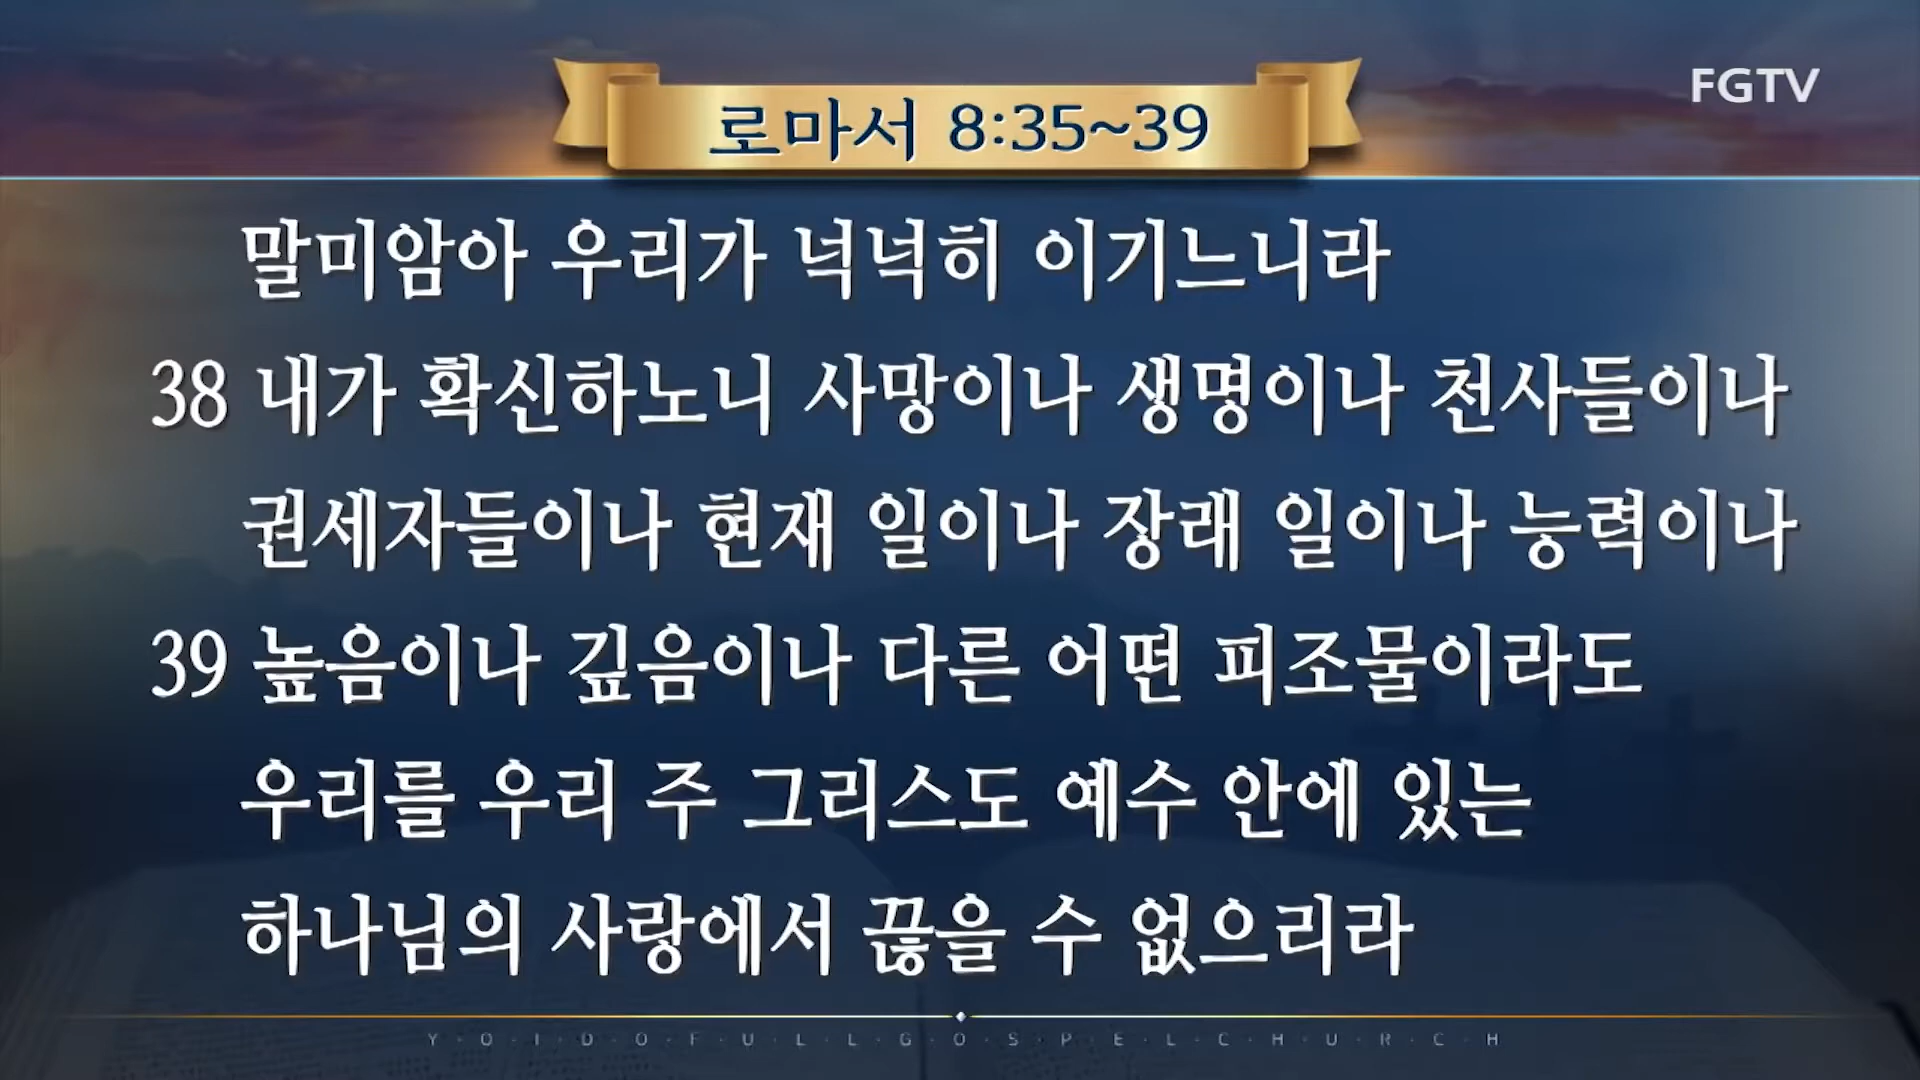 FGTV
로마서 8:35~39
말미암아 우리가 넉넉히 이기느니라
38 내가 확신하노니 사망이나 생명이나 천사들이나
권세자들이나 현재 일이나 장래 일이나 능력이나
39 높음이나 깊음이나 다른 어떤 피조물이라도
우리를 우리 주 그리스도 예수 안에 있는
하나님의 사랑에서 끊을 수 없으리라
Y·O·I·D·O·F·U·L·L·G·O·S·P·E·L·C·H·U·R·C·H